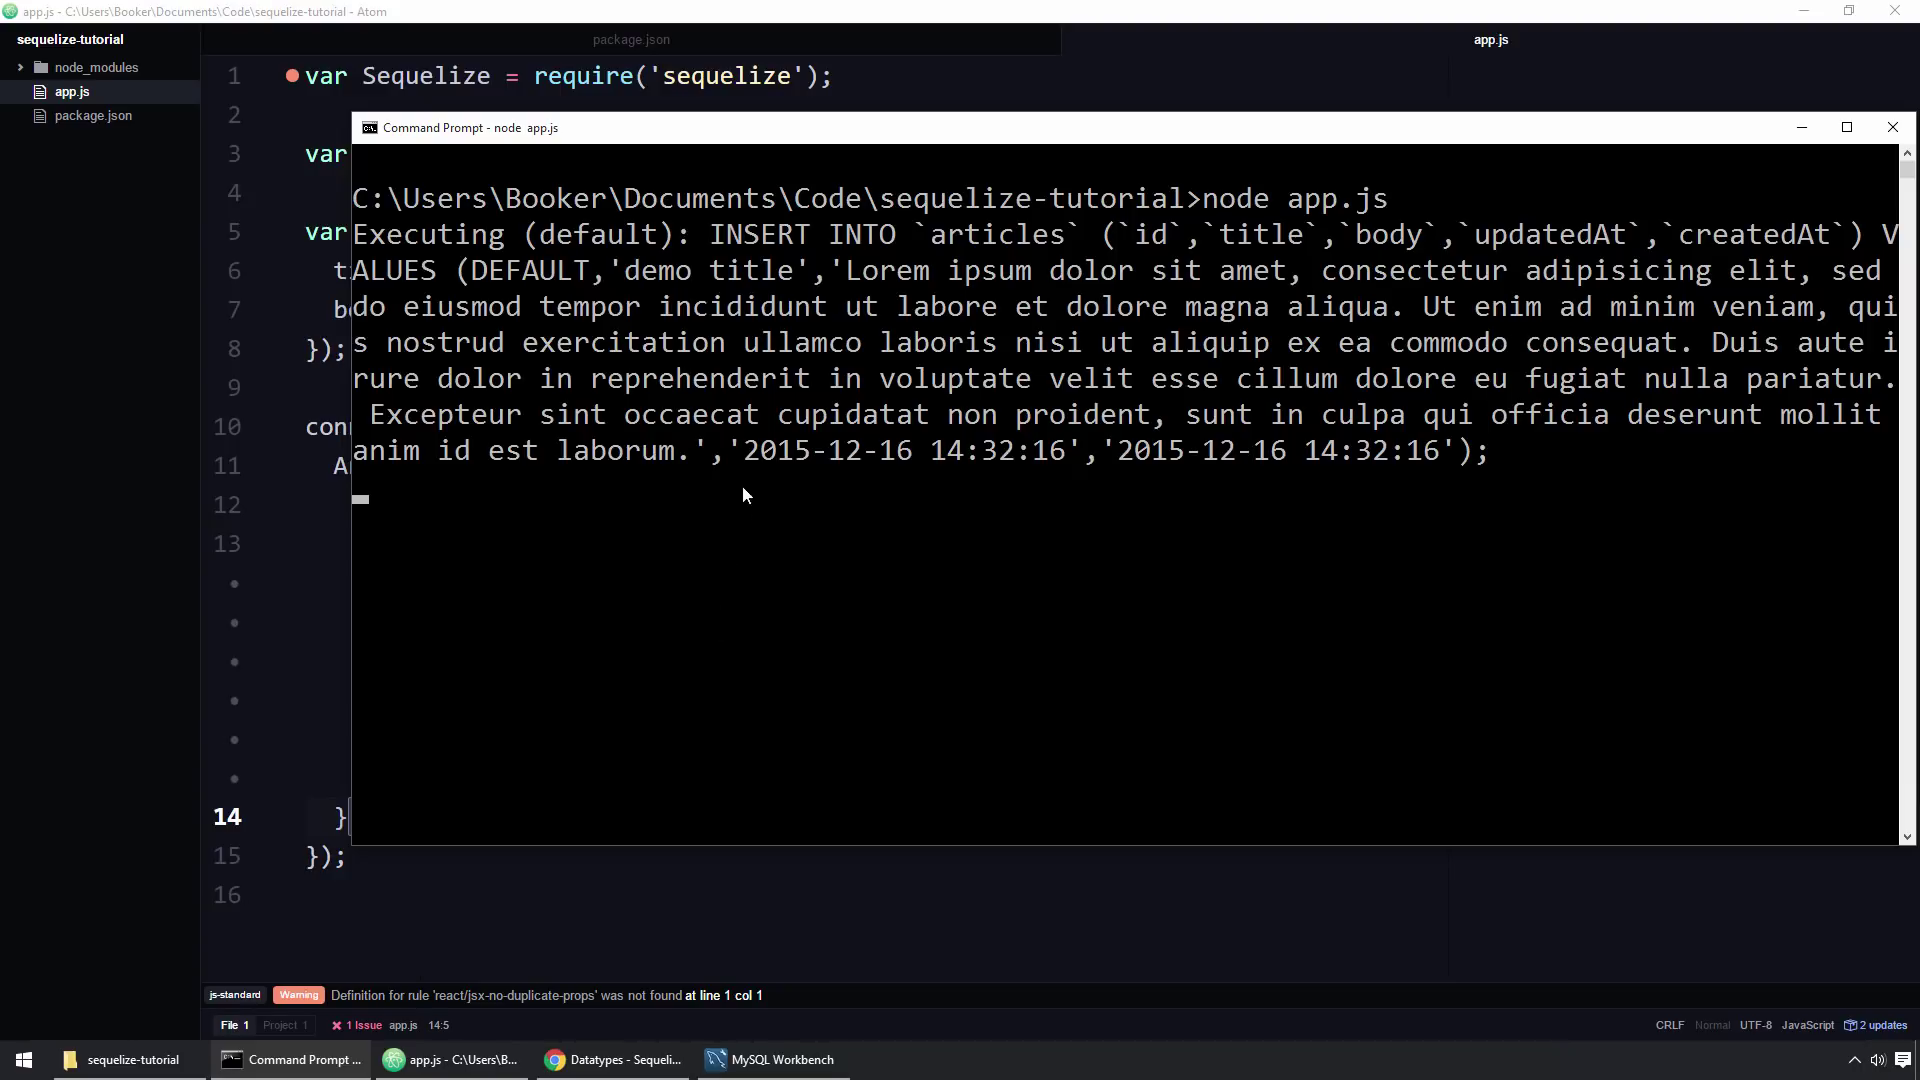 app.js - C:\Users\Booker\Documents\Code\sequelize-tutorial - Atom
sequelize-tutorial
node_modules
app.js
package.json
package.json
app.js
1 var Sequelize = require('sequelize');
2
3 var
4
5 var
6 t
7 b
8 });
9
10 con
11 A
12
13
14 }
15 });
16
Command Prompt - node  app.js
C:\Users\Booker\Documents\Code\sequelize-tutorial>node app.js
Executing (default): INSERT INTO `articles` (`id`,`title`,`body`,`updatedAt`,`createdAt`) V
ALUES (DEFAULT,'demo title','Lorem ipsum dolor sit amet, consectetur adipisicing elit, sed
do eiusmod tempor incididunt ut labore et dolore magna aliqua. Ut enim ad minim veniam, qui
s nostrud exercitation ullamco laboris nisi ut aliquip ex ea commodo consequat. Duis aute i
rure dolor in reprehenderit in voluptate velit esse cillum dolore eu fugiat nulla pariatur.
 Excepteur sint occaecat cupidatat non proident, sunt in culpa qui officia deserunt mollit
anim id est laborum.','2015-12-16 14:32:16','2015-12-16 14:32:16');
js-standard Warning Definition for rule 'react/jsx-no-duplicate-props' was not found at line 1 col 1
File 1 Project 1 1 Issue app.js 14:5 CRLF Normal UTF-8 JavaScript 2 updates
sequelize-tutorial Command Prompt ... app.js - C:\Users\B... Datatypes - Sequeli... MySQL Workbench